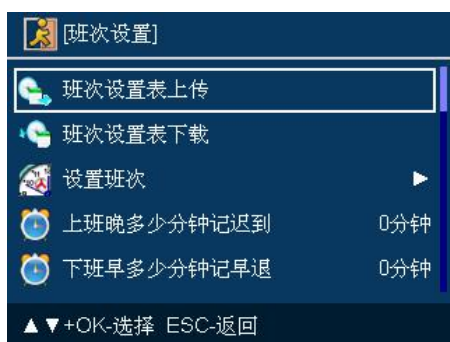 [班次设置]
班次设置表上传
班次设置表下载
设置班次
上班晚多少分钟记迟到 0分钟
下班早多少分钟记早退 0分钟
▲▼+OK-选择 ESC-返回